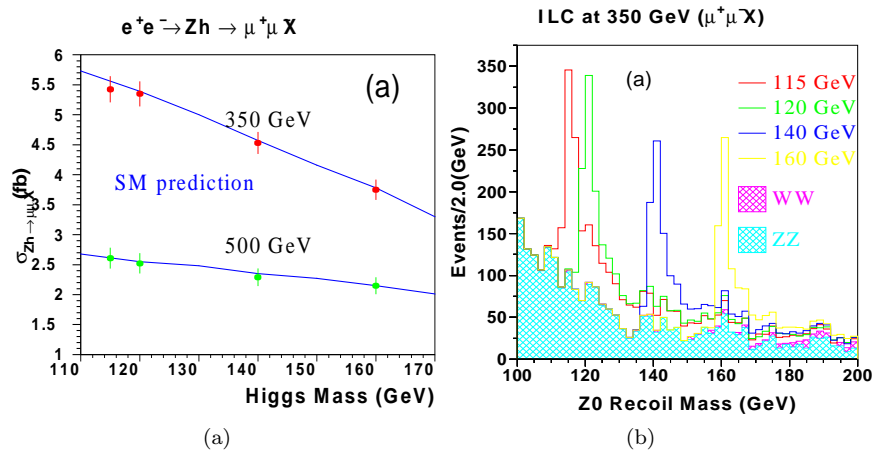 e⁺e⁻→Zh → μ⁺μ⁻X
(a)
350 GeV
SM prediction
500 GeV
σ Zh→μμX (fb)
5.5
5
4.5
4
3.5
3
2.5
2
1.5
1
110 120 130 140 150 160 170
Higgs Mass (GeV)
(a)
ILC at 350 GeV (μ⁺μ⁻X)
(a)
115 GeV
120 GeV
140 GeV
160 GeV
WW
ZZ
Events/2.0(GeV)
350
300
250
200
150
100
50
0
100 120 140 160 180 200
Z0 Recoil Mass (GeV)
(b)